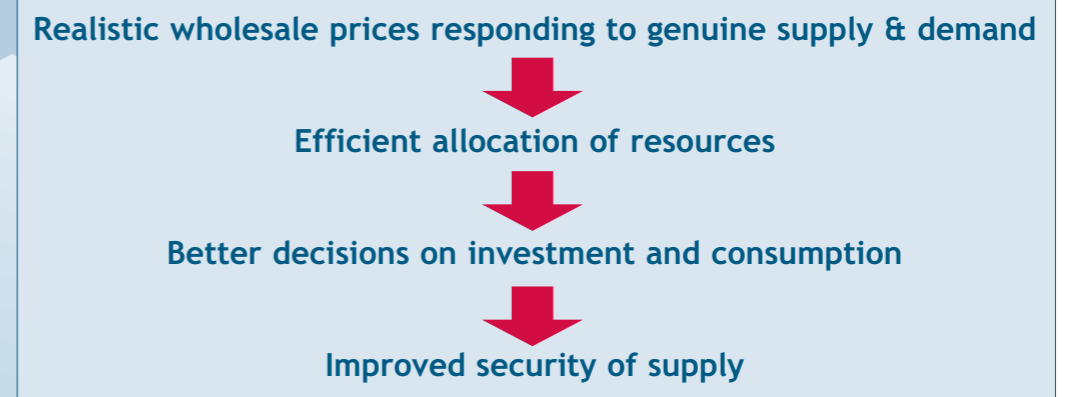 Realistic wholesale prices responding to genuine supply & demand
Efficient allocation of resources
Better decisions on investment and consumption
Improved security of supply